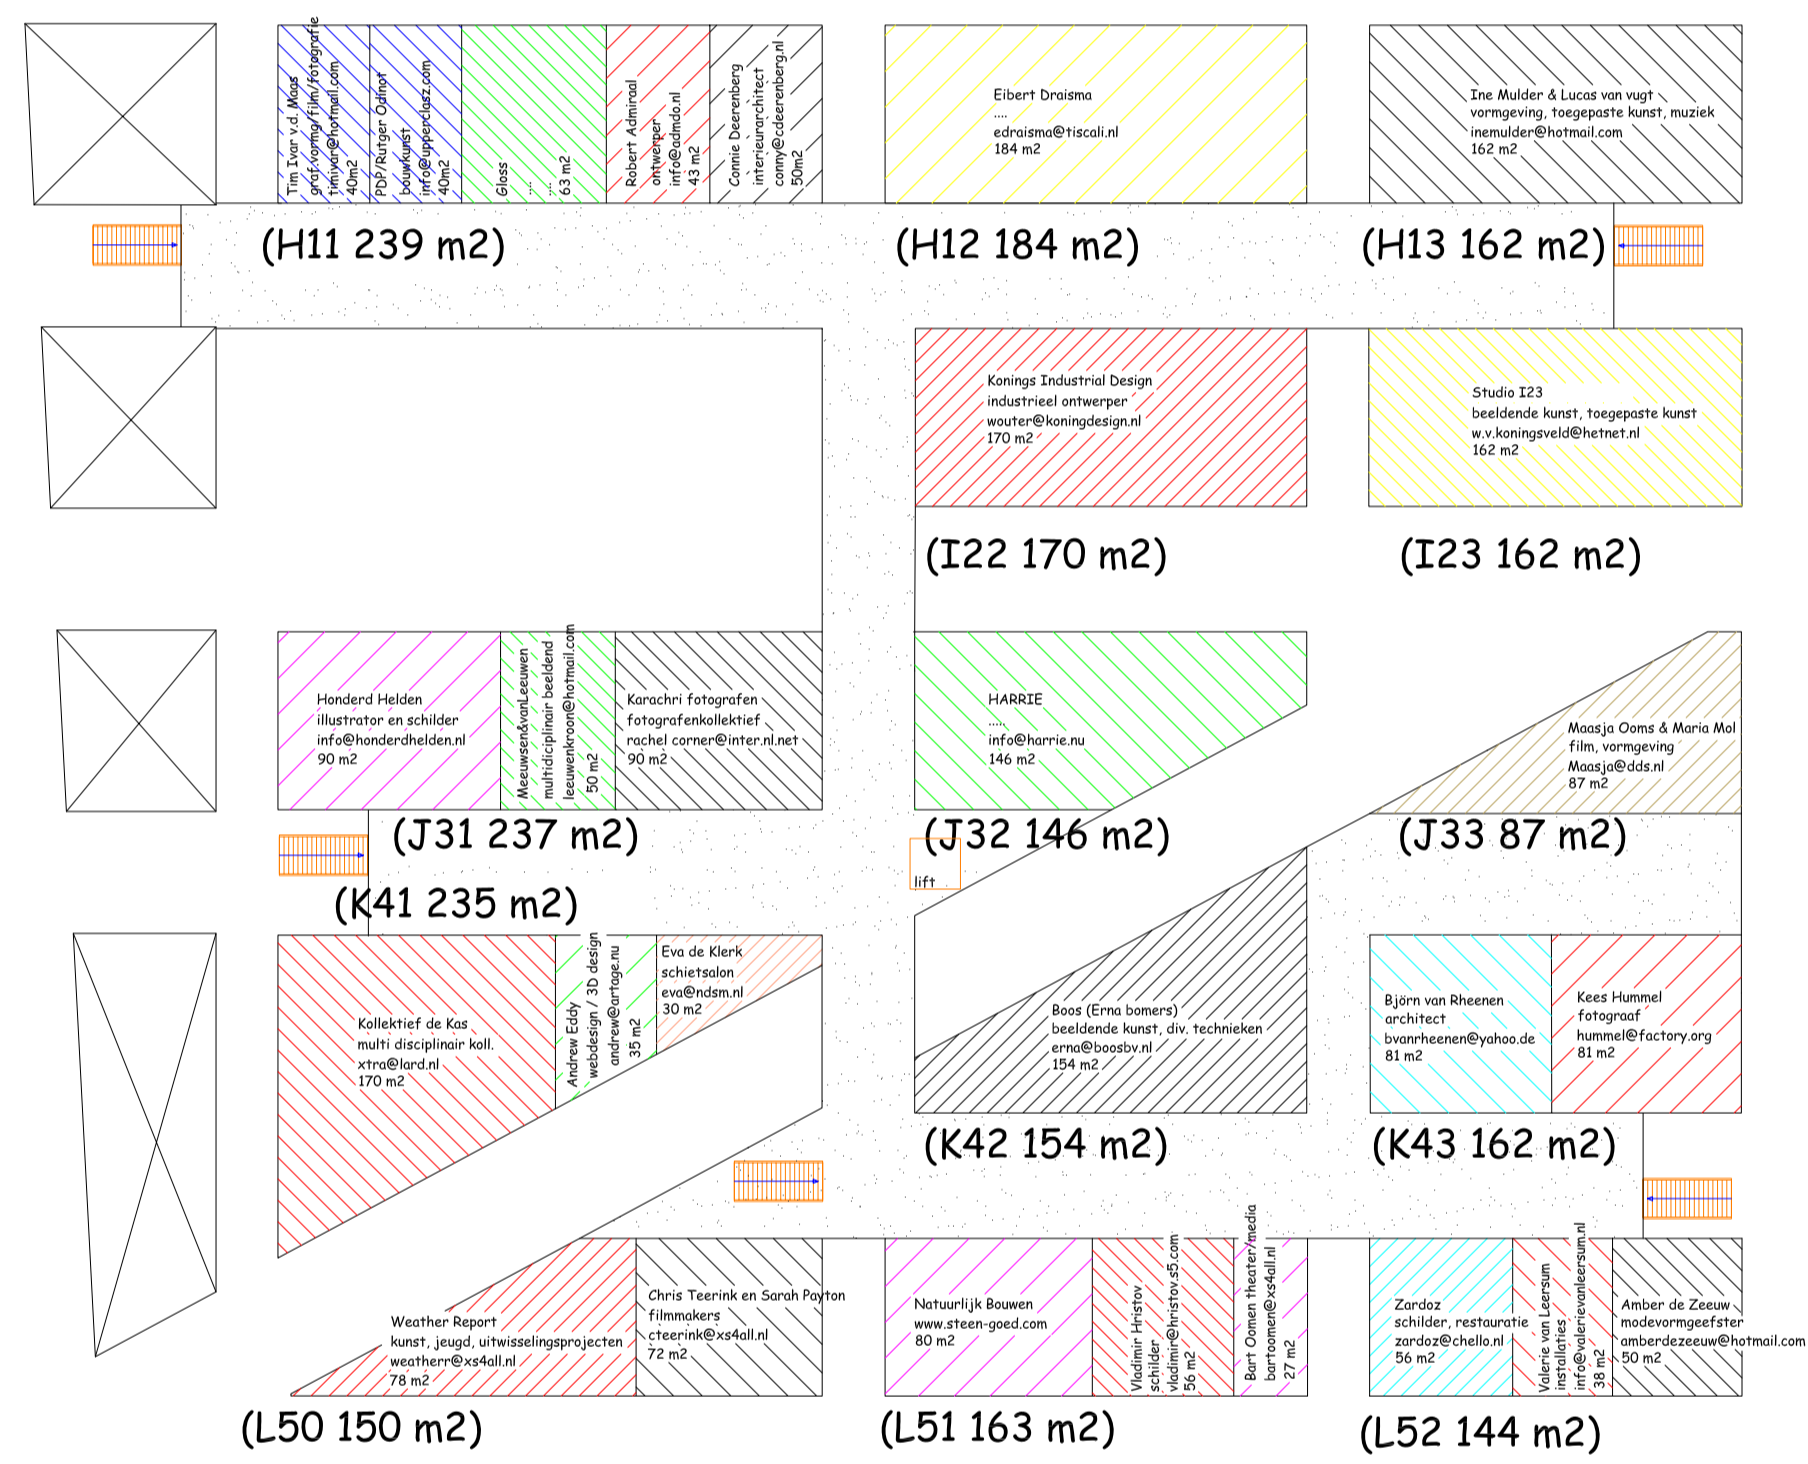 Tim Ivar v.d. Maas
graf.vormg/film/fotografie
timivar@hotmail.com
40m2
PDP/Rutger Odinot
bouwkunst
info@upperclasz.com
40m2
Gloss
....
....
63 m2
Robert Admiraal
ontwerper
info@admdo.nl
43 m2
Connie Deerenberg
interieurarchitect
conny@cdeerenberg.nl
50m2
Eibert Draisma
....
edraisma@tiscali.nl
184 m2
Ine Mulder & Lucas van vugt
vormgeving, toegepaste kunst, muziek
inemulder@hotmail.com
162 m2
(H11 239 m2)
(H12 184 m2)
(H13 162 m2)
Konings Industrial Design
industrieel ontwerper
wouter@koningdesign.nl
170 m2
Studio I23
beeldende kunst, toegepaste kunst
w.v.koningsveld@hetnet.nl
162 m2
(I22 170 m2)
(I23 162 m2)
Honderd Helden
illustrator en schilder
info@honderdhelden.nl
90 m2
Meeuwsen&vanLeeuwen
multidiciplinair beeldend
leeuwenkroon@hotmail.com
50 m2
Karachri fotografen
fotografenkollektief
rachel corner@inter.nl.net
90 m2
HARRIE
.....
info@harrie.nu
146 m2
Maasja Ooms & Maria Mol
film, vormgeving
Maasja@dds.nl
87 m2
(J31 237 m2)
(J32 146 m2)
(J33 87 m2)
lift
(K41 235 m2)
Kollektief de Kas
multi disciplinair koll.
xtra@lard.nl
170 m2
Andrew Eddy
webdesign / 3D design
andrew@artage.nu
35 m2
Eva de Klerk
schietsalon
eva@ndsm.nl
30 m2
Boos (Erna bomers)
beeldende kunst, div. technieken
erna@boosbv.nl
154 m2
Björn van Rheenen
architect
bvanrheenen@yahoo.de
81 m2
Kees Hummel
fotograaf
hummel@factory.org
81 m2
(K42 154 m2)
(K43 162 m2)
Weather Report
kunst, jeugd, uitwisselingsprojecten
weatherr@xs4all.nl
78 m2
Chris Teerink en Sarah Payton
filmmakers
cteerink@xs4all.nl
72 m2
Natuurlijk Bouwen
www.steen-goed.com
80 m2
Vladimir Hristov
schilder
vladimir@hristov.s5.com
56 m2
Bart Oomen theater/media
bartoomen@xs4all.nl
27 m2
Zardoz
schilder, restauratie
zardoz@chello.nl
56 m2
Valerie van Leersum
installaties
info@valerievanleersum.nl
38 m2
Amber de Zeeuw
modevormgeefster
amberdezeeuw@hotmail.com
50 m2
(L50 150 m2)
(L51 163 m2)
(L52 144 m2)